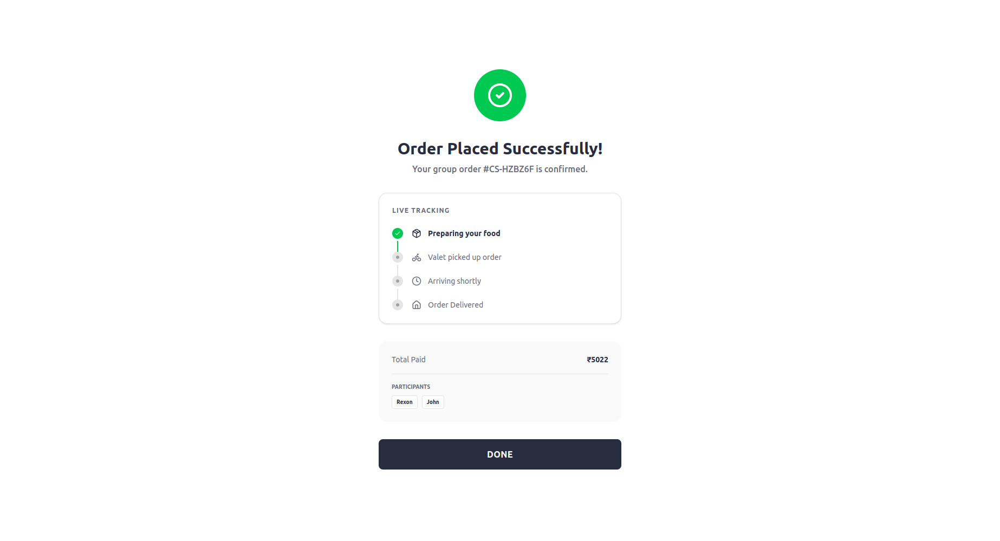 Order Placed Successfully!
Your group order #CS-HZBZ6F is confirmed.
LIVE TRACKING
Preparing your food
Valet picked up order
Arriving shortly
Order Delivered
Total Paid ₹5022
PARTICIPANTS
Rexon John
DONE